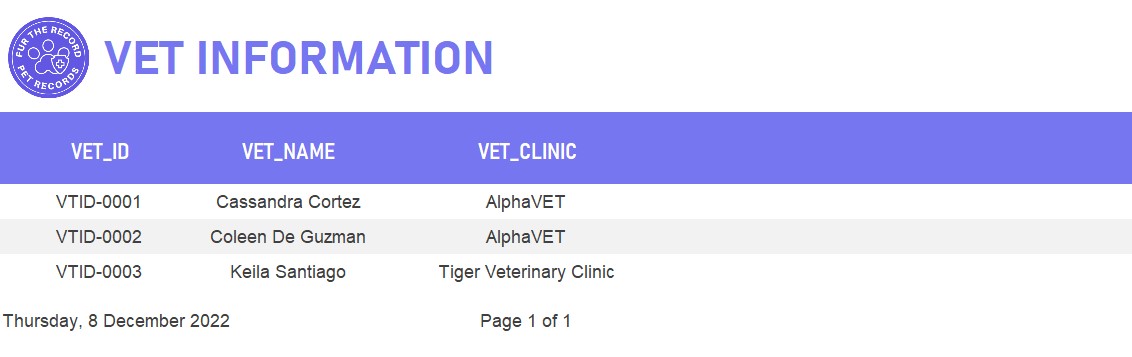 FUR THE RECORD
PET RECORDS
VET INFORMATION
VET_ID VET_NAME VET_CLINIC
VTID-0001 Cassandra Cortez AlphaVET
VTID-0002 Coleen De Guzman AlphaVET
VTID-0003 Keila Santiago Tiger Veterinary Clinic
Thursday, 8 December 2022 Page 1 of 1